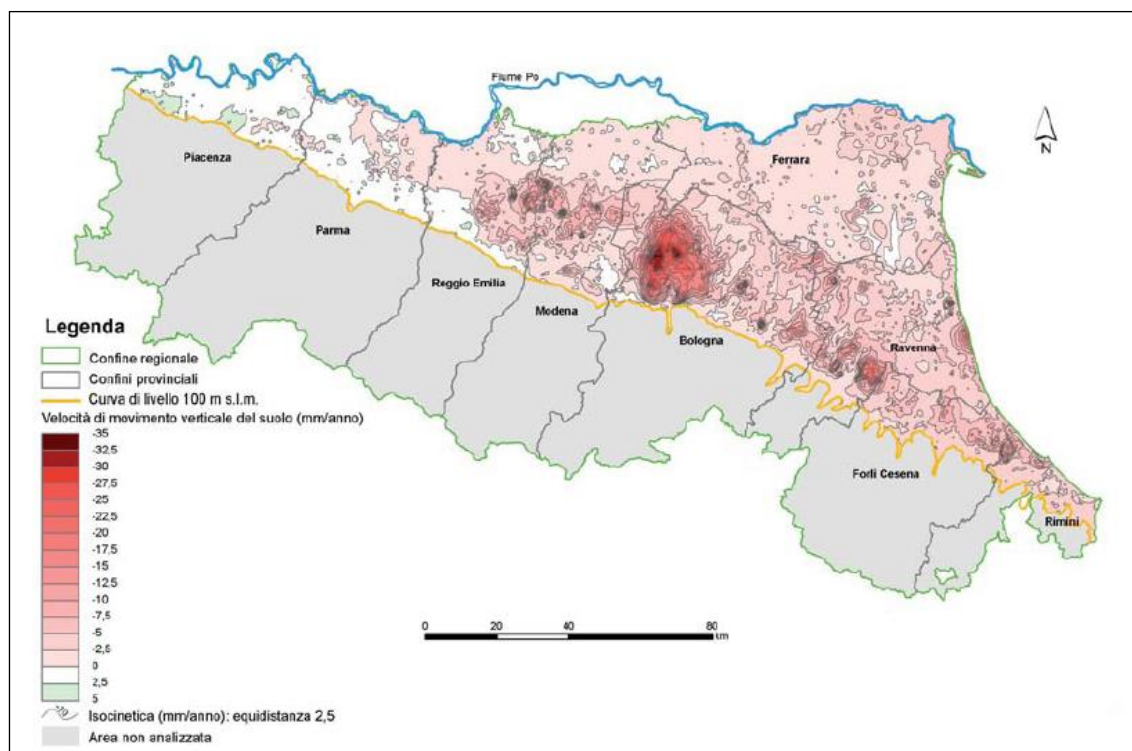 Fiume Po
N
Ferrara
Piacenza
Parma
Reggio Emilia
Modena
Bologna
Ravenna
Forlì Cesena
Rimini
Legenda
Confine regionale
Confini provinciali
Curva di livello 100 m s.l.m.
Velocità di movimento verticale del suolo (mm/anno)
-35
-32,5
-30
-27,5
-25
-22,5
-20
-17,5
-15
-12,5
-10
-7,5
-5
-2,5
0
2,5
5
Isocinetica (mm/anno): equidistanza 2,5
Area non analizzata
0 20 40 80
km